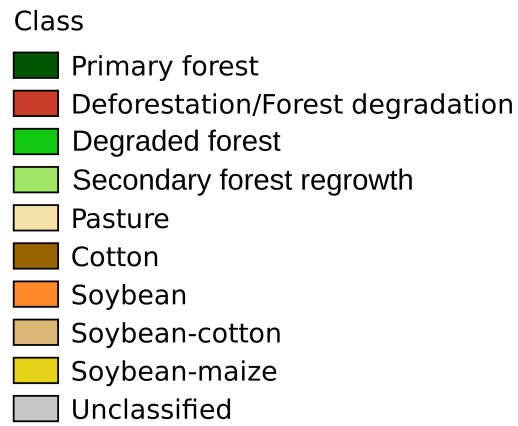 Class
Primary forest
Deforestation/Forest degradation
Degraded forest
Secondary forest regrowth
Pasture
Cotton
Soybean
Soybean-cotton
Soybean-maize
Unclassified